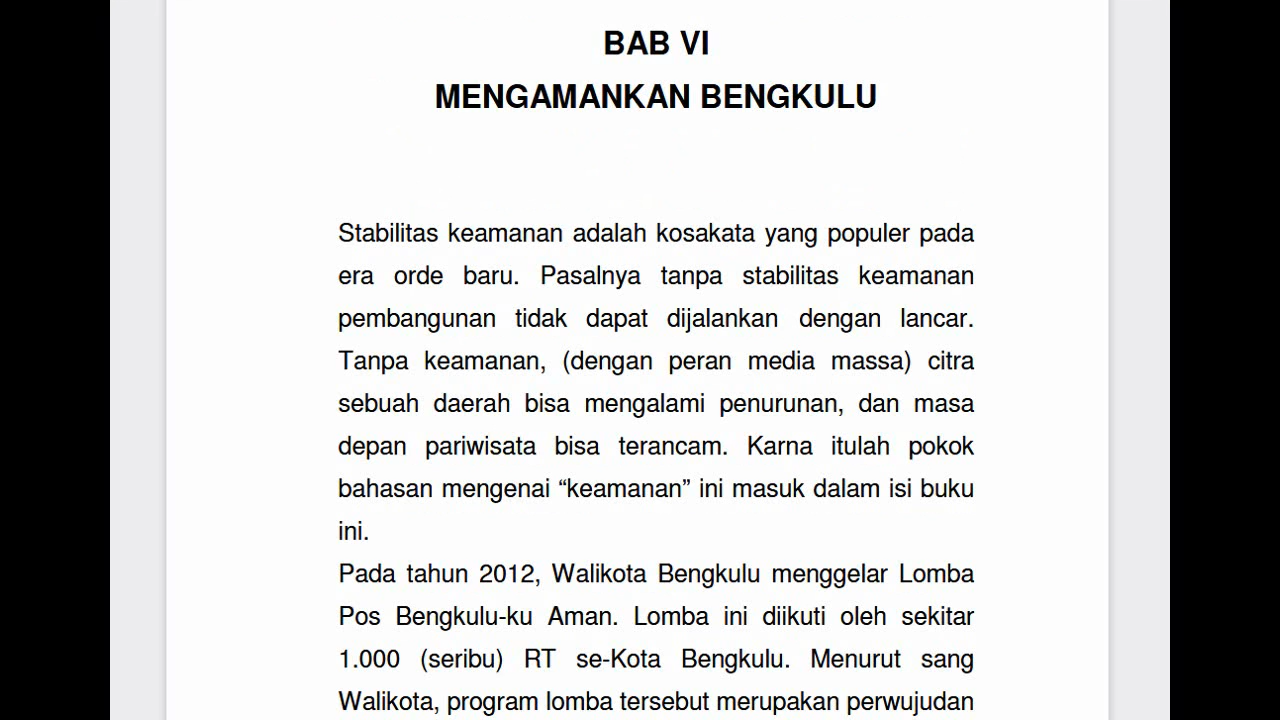 BAB VI
MENGAMANKAN BENGKULU
Stabilitas keamanan adalah kosakata yang populer pada
era orde baru. Pasalnya tanpa stabilitas keamanan
pembangunan tidak dapat dijalankan dengan lancar.
Tanpa keamanan, (dengan peran media massa) citra
sebuah daerah bisa mengalami penurunan, dan masa
depan pariwisata bisa terancam. Karna itulah pokok
bahasan mengenai “keamanan” ini masuk dalam isi buku
ini.
Pada tahun 2012, Walikota Bengkulu menggelar Lomba
Pos Bengkulu-ku Aman. Lomba ini diikuti oleh sekitar
1.000 (seribu) RT se-Kota Bengkulu. Menurut sang
Walikota, program lomba tersebut merupakan perwujudan